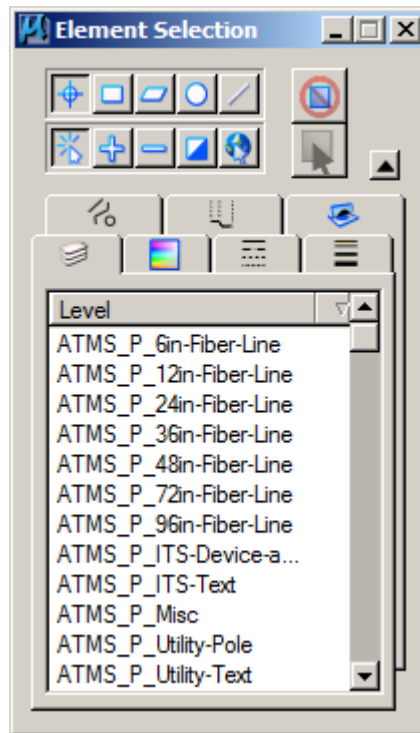 Element Selection
Level
ATMS_P_6in-Fiber-Line
ATMS_P_12in-Fiber-Line
ATMS_P_24in-Fiber-Line
ATMS_P_36in-Fiber-Line
ATMS_P_48in-Fiber-Line
ATMS_P_72in-Fiber-Line
ATMS_P_96in-Fiber-Line
ATMS_P_ITS-Device-a...
ATMS_P_ITS-Text
ATMS_P_Misc
ATMS_P_Utility-Pole
ATMS_P_Utility-Text